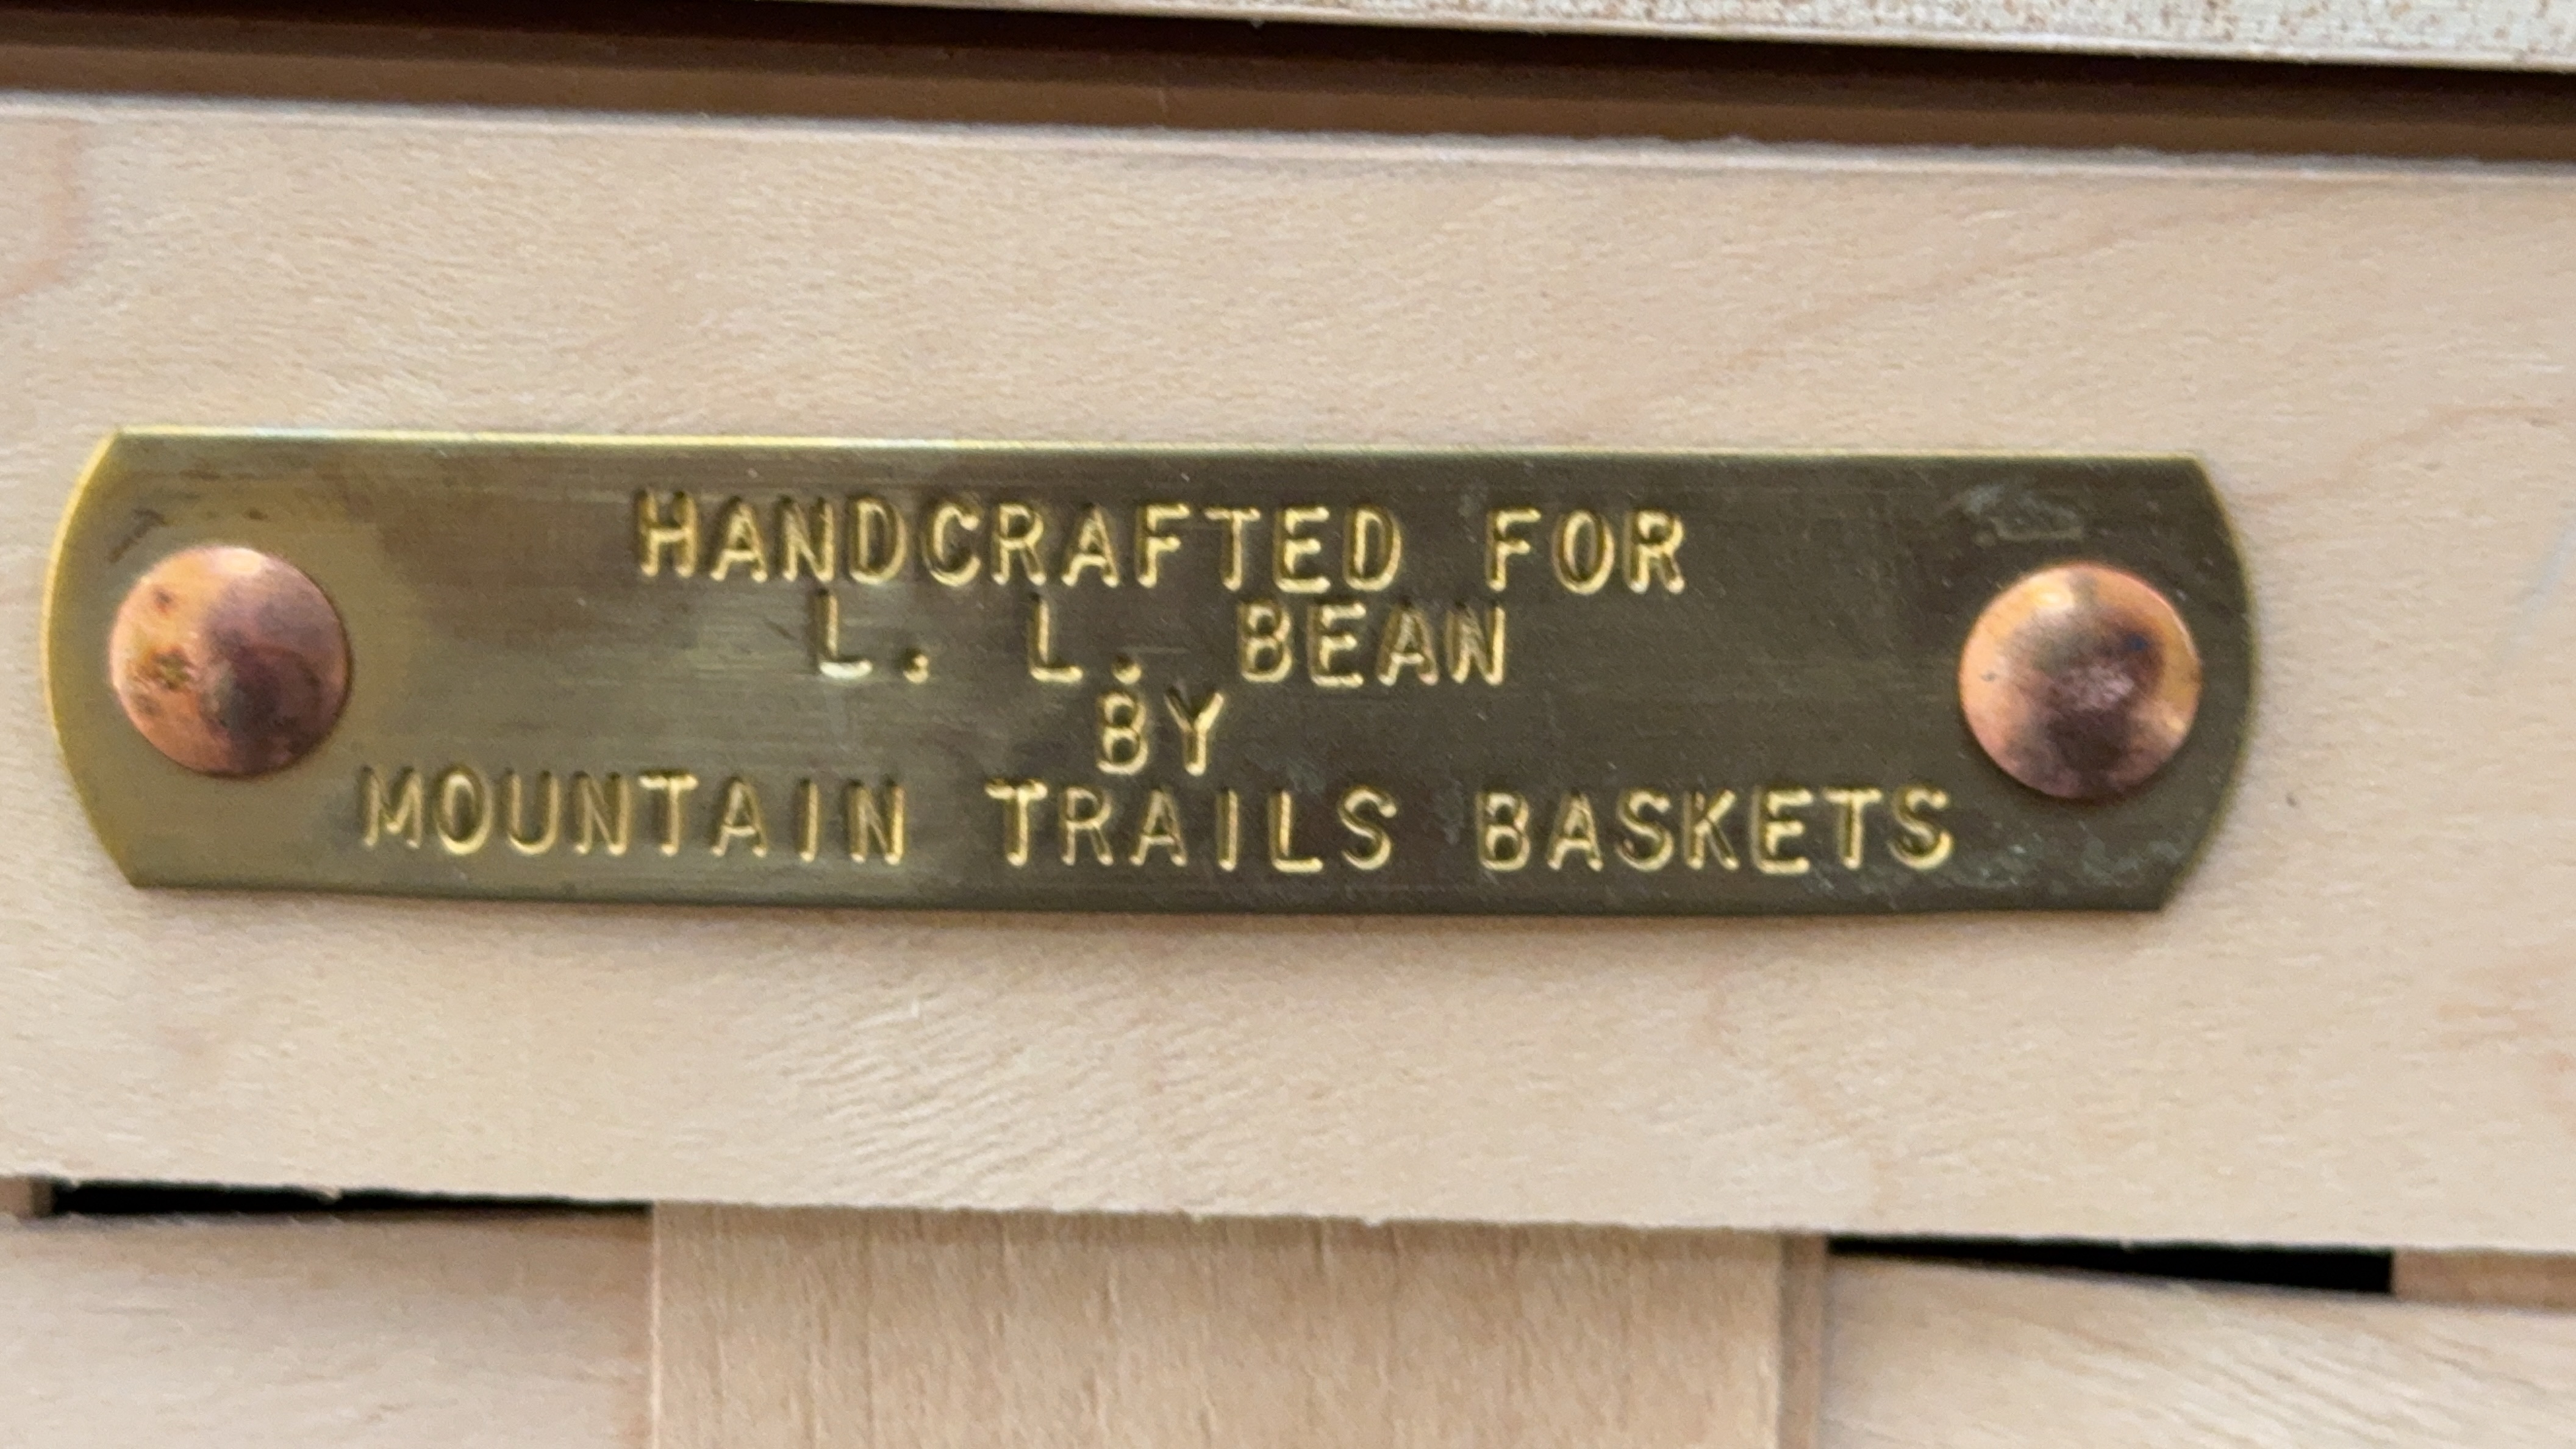 HANDCRAFTED FOR
L. L. BEAN
BY
MOUNTAIN TRAILS BASKETS